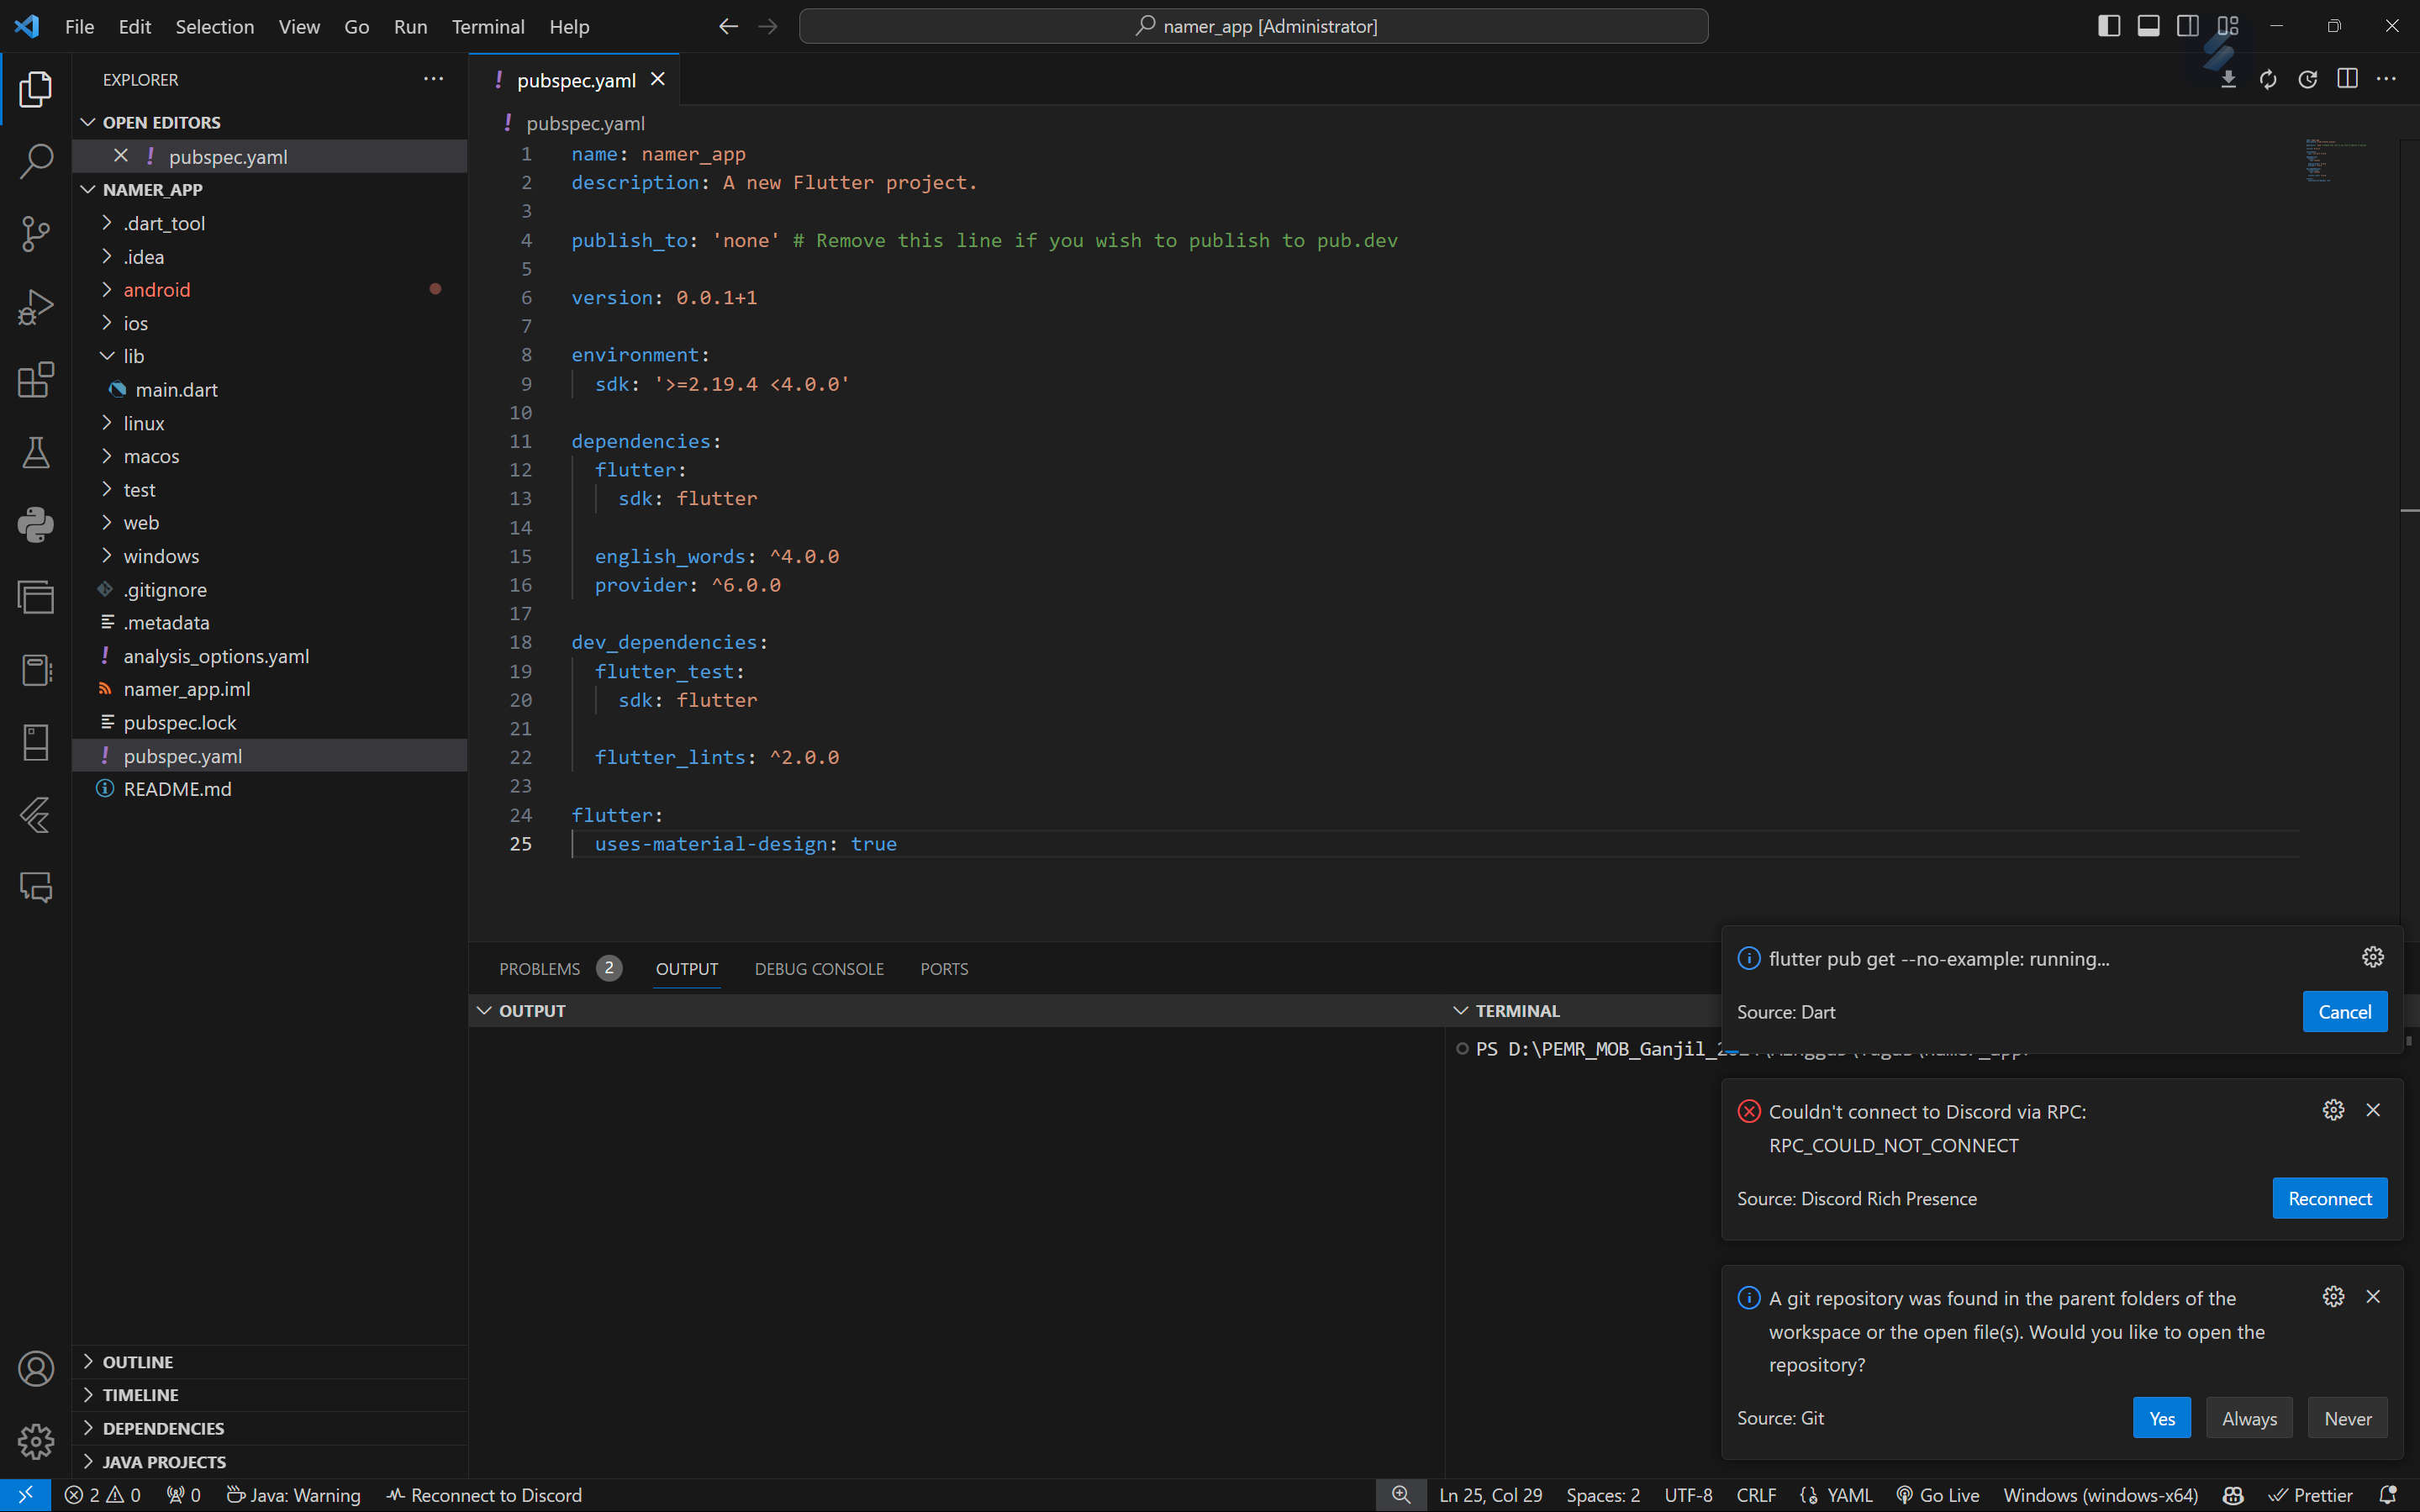 File Edit Selection View Go Run Terminal Help
namer_app [Administrator]
EXPLORER
OPEN EDITORS
pubspec.yaml
NAMER_APP
.dart_tool
.idea
android
ios
lib
main.dart
linux
macos
test
web
windows
.gitignore
.metadata
analysis_options.yaml
namer_app.iml
pubspec.lock
pubspec.yaml
README.md
OUTLINE
TIMELINE
DEPENDENCIES
JAVA PROJECTS
pubspec.yaml
pubspec.yaml
1 name: namer_app
2 description: A new Flutter project.
3
4 publish_to: 'none' # Remove this line if you wish to publish to pub.dev
5
6 version: 0.0.1+1
7
8 environment:
9 sdk: '>=2.19.4 <4.0.0'
10
11 dependencies:
12 flutter:
13 sdk: flutter
14
15 english_words: ^4.0.0
16 provider: ^6.0.0
17
18 dev_dependencies:
19 flutter_test:
20 sdk: flutter
21
22 flutter_lints: ^2.0.0
23
24 flutter:
25 uses-material-design: true
PROBLEMS 2 OUTPUT DEBUG CONSOLE PORTS
OUTPUT
TERMINAL
PS D:\PEMR_MOB_Ganjil_
flutter pub get --no-example: running...
Source: Dart
Cancel
Couldn't connect to Discord via RPC:
RPC_COULD_NOT_CONNECT
Source: Discord Rich Presence
Reconnect
A git repository was found in the parent folders of the
workspace or the open file(s). Would you like to open the
repository?
Source: Git
Yes Always Never
2 0 0 Java: Warning Reconnect to Discord Ln 25, Col 29 Spaces: 2 UTF-8 CRLF YAML Go Live Windows (windows-x64) Prettier